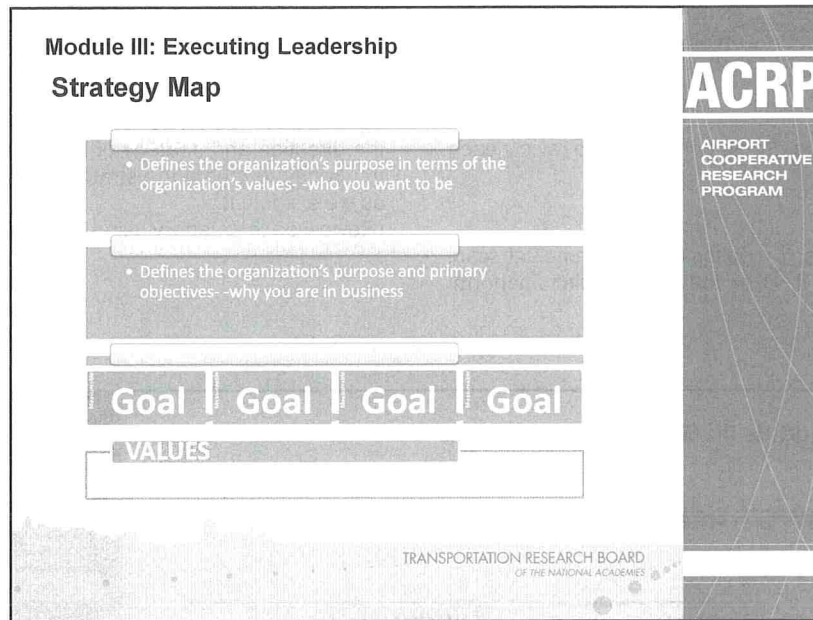 Module III: Executing Leadership
Strategy Map
• Defines the organization's purpose in terms of the
organization's values- -who you want to be
• Defines the organization's purpose and primary
objectives- -why you are in business
Goal Goal Goal Goal
VALUES
TRANSPORTATION RESEARCH BOARD
OF THE NATIONAL ACADEMIES
ACRP
AIRPORT
COOPERATIVE
RESEARCH
PROGRAM